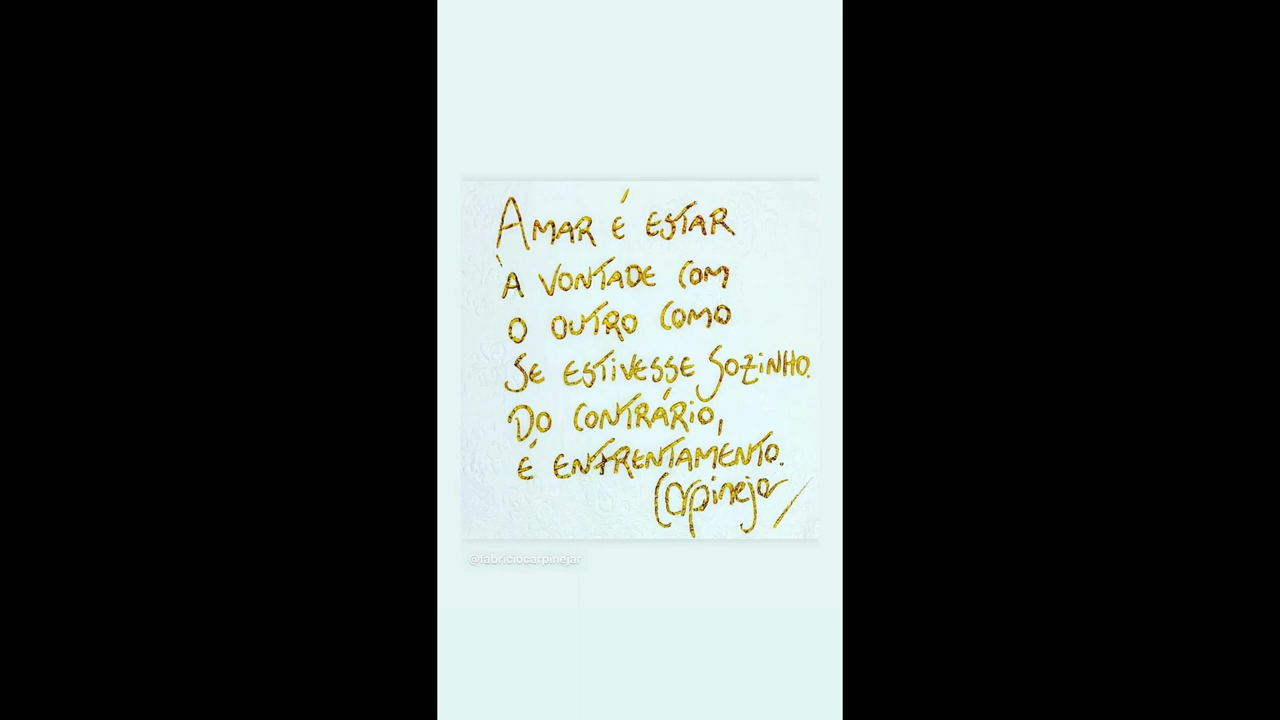 AMAR É ESTAR
À VONTADE COM
O OUTRO COMO
SE ESTIVESSE SOZINHO.
DO CONTRÁRIO,
É ENFRENTAMENTO.
Carpinejar
@fabriciocarpinejar